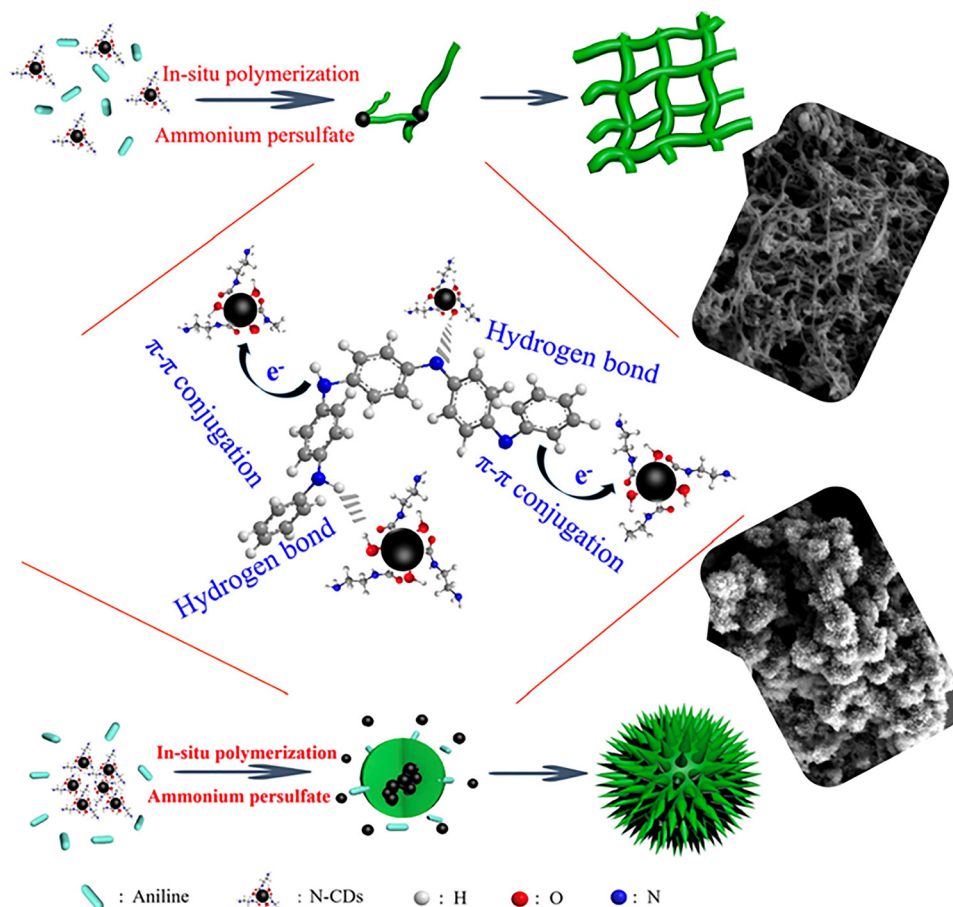 In-situ polymerization
Ammonium persulfate
π-π conjugation
e-
Hydrogen bond
Hydrogen bond
π-π conjugation
e-
In-situ polymerization
Ammonium persulfate
: Aniline : N-CDs : H : O : N